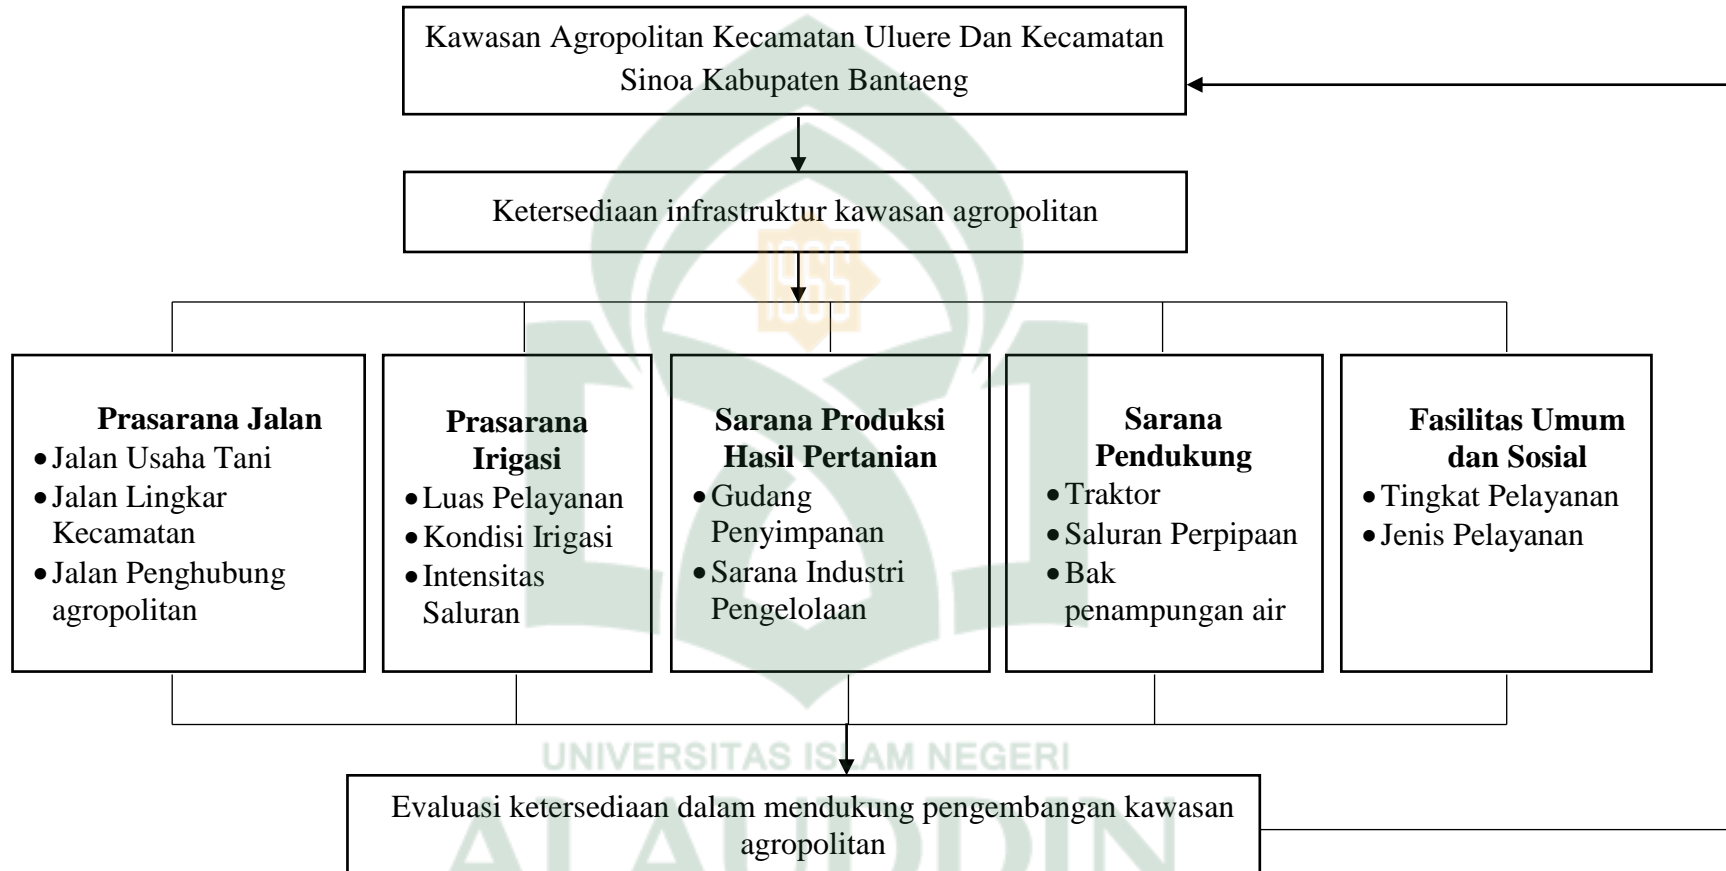 Kawasan Agropolitan Kecamatan Uluere Dan Kecamatan
Sinoa Kabupaten Bantaeng
Ketersediaan infrastruktur kawasan agropolitan
Prasarana Jalan
• Jalan Usaha Tani
• Jalan Lingkar
Kecamatan
• Jalan Penghubung
agropolitan
Prasarana
Irigasi
• Luas Pelayanan
• Kondisi Irigasi
• Intensitas
Saluran
Sarana Produksi
Hasil Pertanian
• Gudang
Penyimpanan
• Sarana Industri
Pengelolaan
Sarana
Pendukung
• Traktor
• Saluran Perpipaan
• Bak
penampungan air
Fasilitas Umum
dan Sosial
• Tingkat Pelayanan
• Jenis Pelayanan
UNIVERSITAS ISLAM NEGERI
Evaluasi ketersediaan dalam mendukung pengembangan kawasan
agropolitan
ALAUDDIN